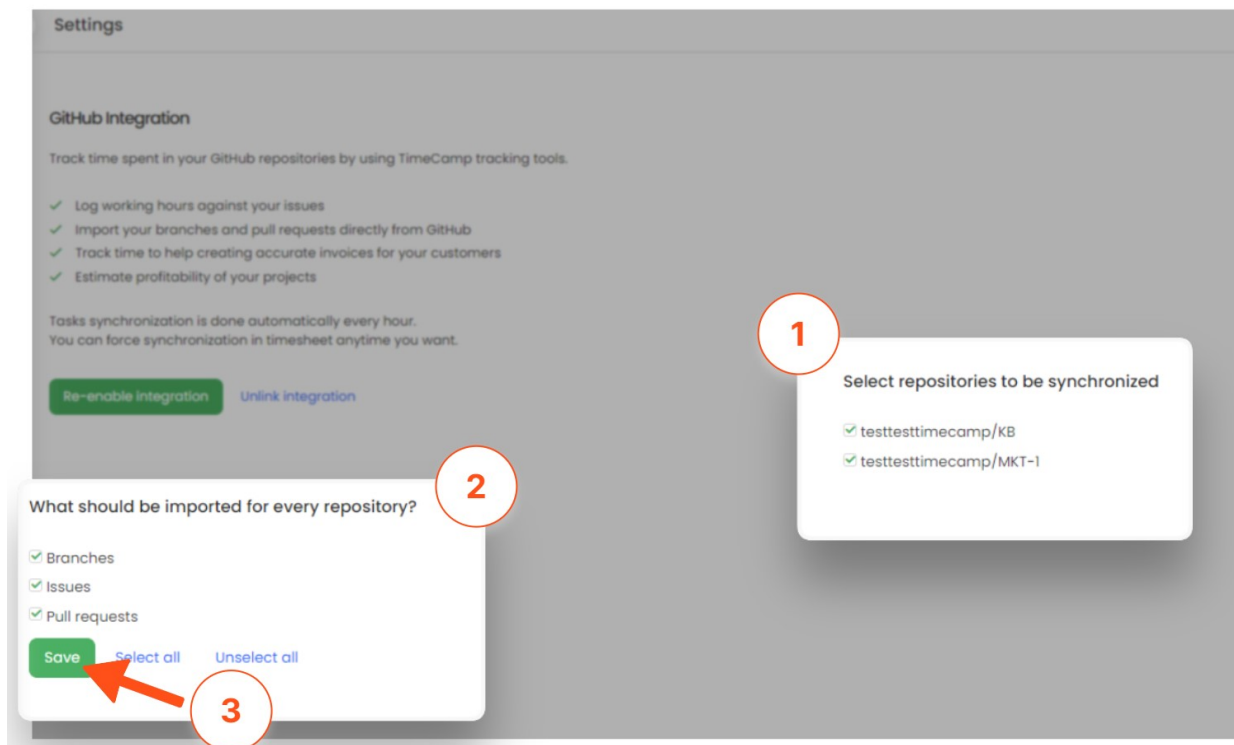 Settings
GitHub Integration
Track time spent in your GitHub repositories by using TimeCamp tracking tools.
Log working hours against your issues
Import your branches and pull requests directly from GitHub
Track time to help creating accurate invoices for your customers
Estimate profitability of your projects
Tasks synchronization is done automatically every hour.
You can force synchronization in timesheet anytime you want.
Re-enable integration Unlink integration
1
Select repositories to be synchronized
testtesttimecamp/KB
testtesttimecamp/MKT-1
2
What should be imported for every repository?
Branches
Issues
Pull requests
Save Select all Unselect all
3